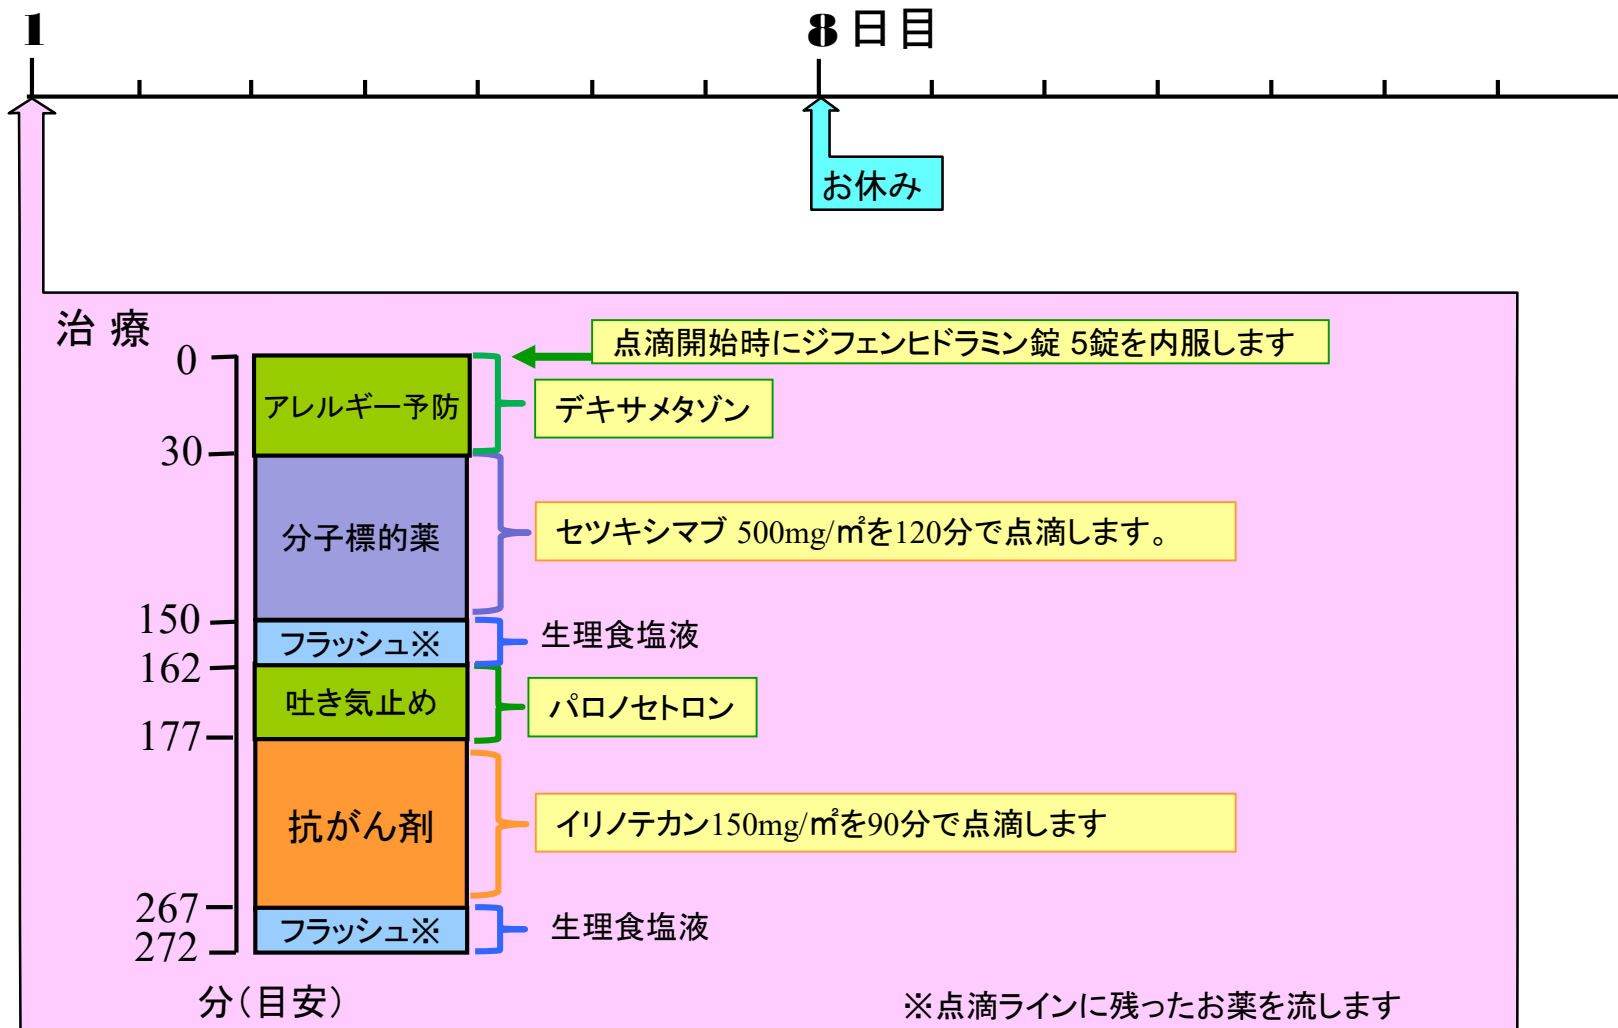 1
8日目
お休み
治 療
0
点滴開始時にジフェンヒドラミン錠 5錠を内服します
アレルギー予防
デキサメタゾン
30
分子標的薬
セツキシマブ 500mg/㎡を120分で点滴します。
150
フラッシュ※
生理食塩液
162
吐き気止め
パロノセトロン
177
抗がん剤
イリノテカン150mg/㎡を90分で点滴します
267
フラッシュ※
生理食塩液
272
分(目安)
※点滴ラインに残ったお薬を流します